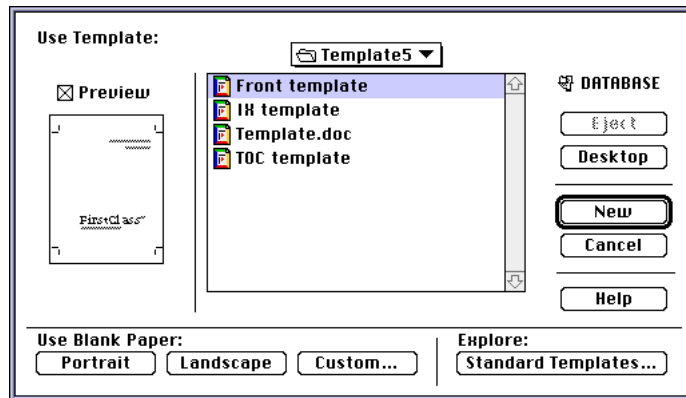 Use Template:
Template5
Preview
FirstClass™
Front template
IX template
Template.doc
TOC template
DATABASE
Eject
Desktop
New
Cancel
Help
Use Blank Paper:
Portrait
Landscape
Custom...
Explore:
Standard Templates...